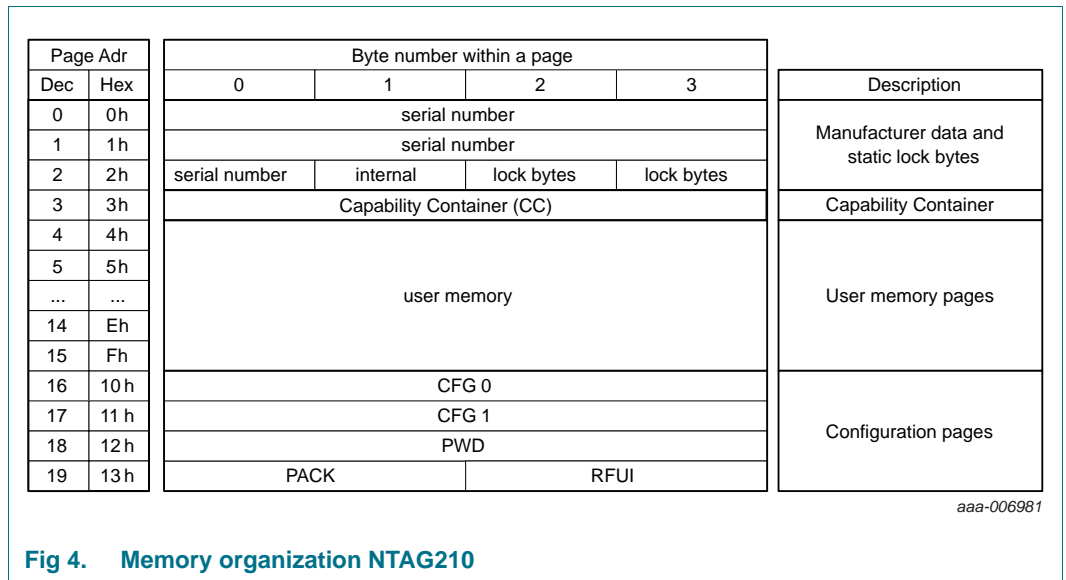 Page Adr Byte number within a page
Dec Hex 0 1 2 3 Description
0 0h serial number
1 1h serial number
Manufacturer data and
static lock bytes
2 2h serial number internal lock bytes lock bytes
3 3h Capability Container (CC) Capability Container
4 4h
5 5h
... ... user memory User memory pages
14 Eh
15 Fh
16 10h CFG 0
17 11h CFG 1
Configuration pages
18 12h PWD
19 13h PACK RFUI
aaa-006981
Fig 4. Memory organization NTAG210